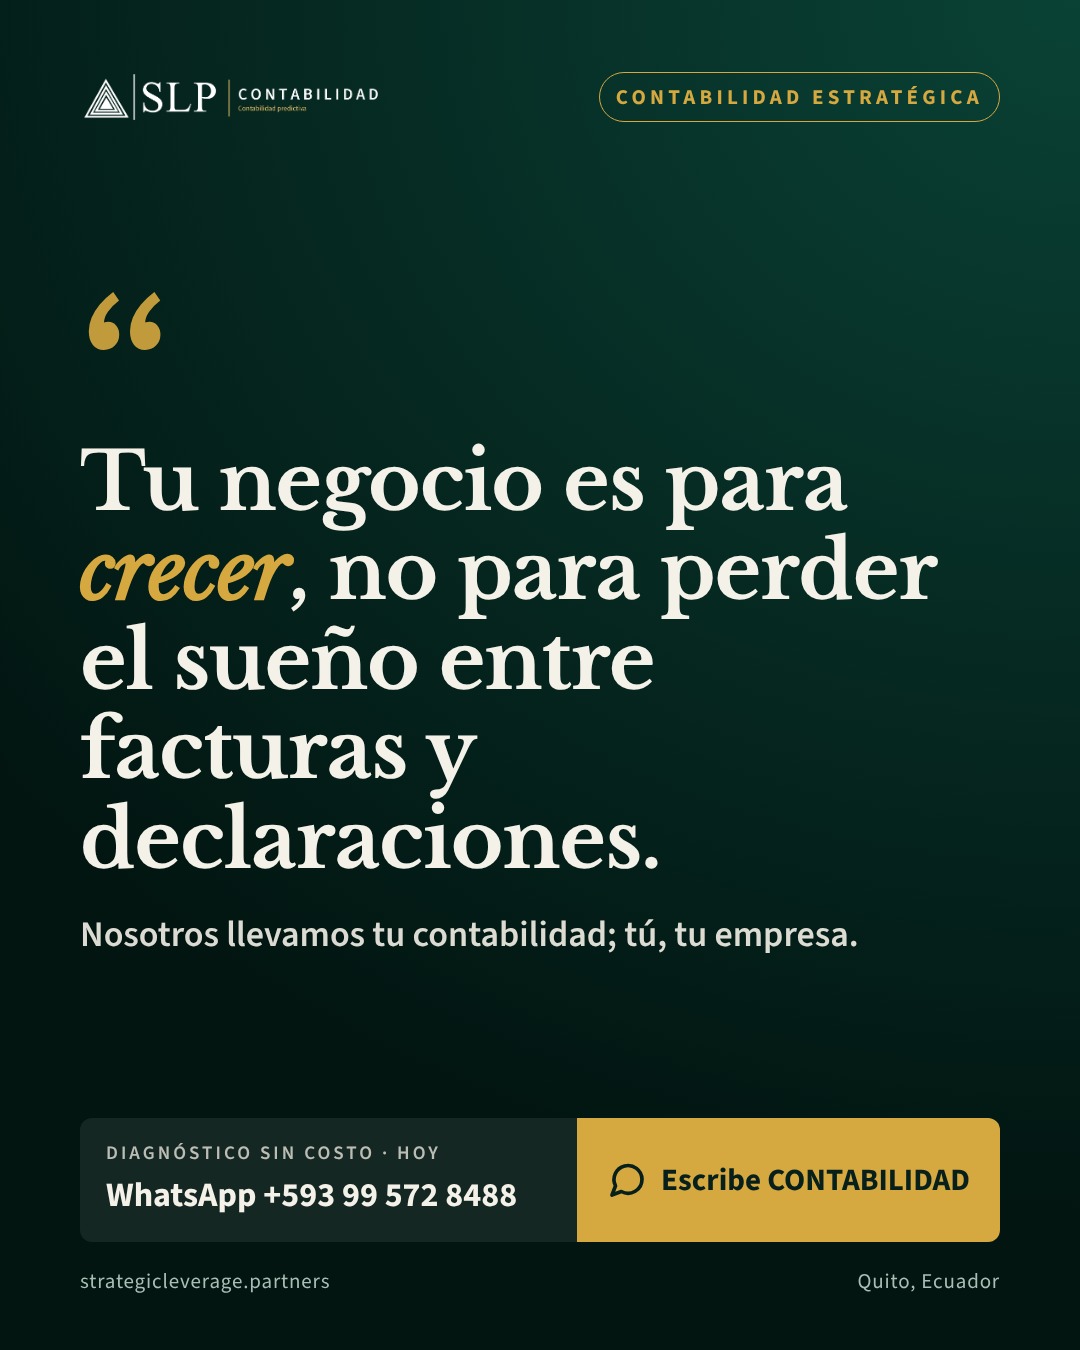 SLP
CONTABILIDAD
Contabilidad predictiva
CONTABILIDAD ESTRATÉGICA
“
Tu negocio es para
crecer, no para perder
el sueño entre
facturas y
declaraciones.
Nosotros llevamos tu contabilidad; tú, tu empresa.
DIAGNÓSTICO SIN COSTO · HOY
WhatsApp +593 99 572 8488
Escribe CONTABILIDAD
strategicleverage.partners
Quito, Ecuador